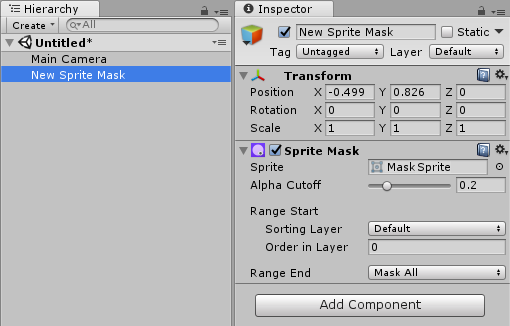 Hierarchy
Create
All
Untitled*
Main Camera
New Sprite Mask
Inspector
New Sprite Mask
Static
Tag Untagged Layer Default
Transform
Position X -0.499 Y 0.826 Z 0
Rotation X 0 Y 0 Z 0
Scale X 1 Y 1 Z 1
Sprite Mask
Sprite MaskSprite
Alpha Cutoff 0.2
Range Start
Sorting Layer Default
Order in Layer 0
Range End Mask All
Add Component